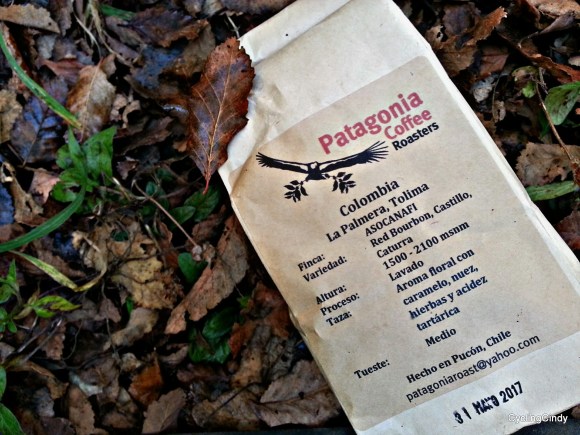 Patagonia
Coffee
Roasters
Colombia
La Palmera, Tolima
Finca: ASOCANAFI
Variedad: Red Bourbon, Castillo,
Caturra
Altura: 1500 - 2100 msnm
Proceso: Lavado
Taza: Aroma floral con
caramelo, nuez,
hierbas y acidez
tartárica
Tueste: Medio
Hecho en Pucón, Chile
patagoniaroast@yahoo.com
31 MAYO 2017